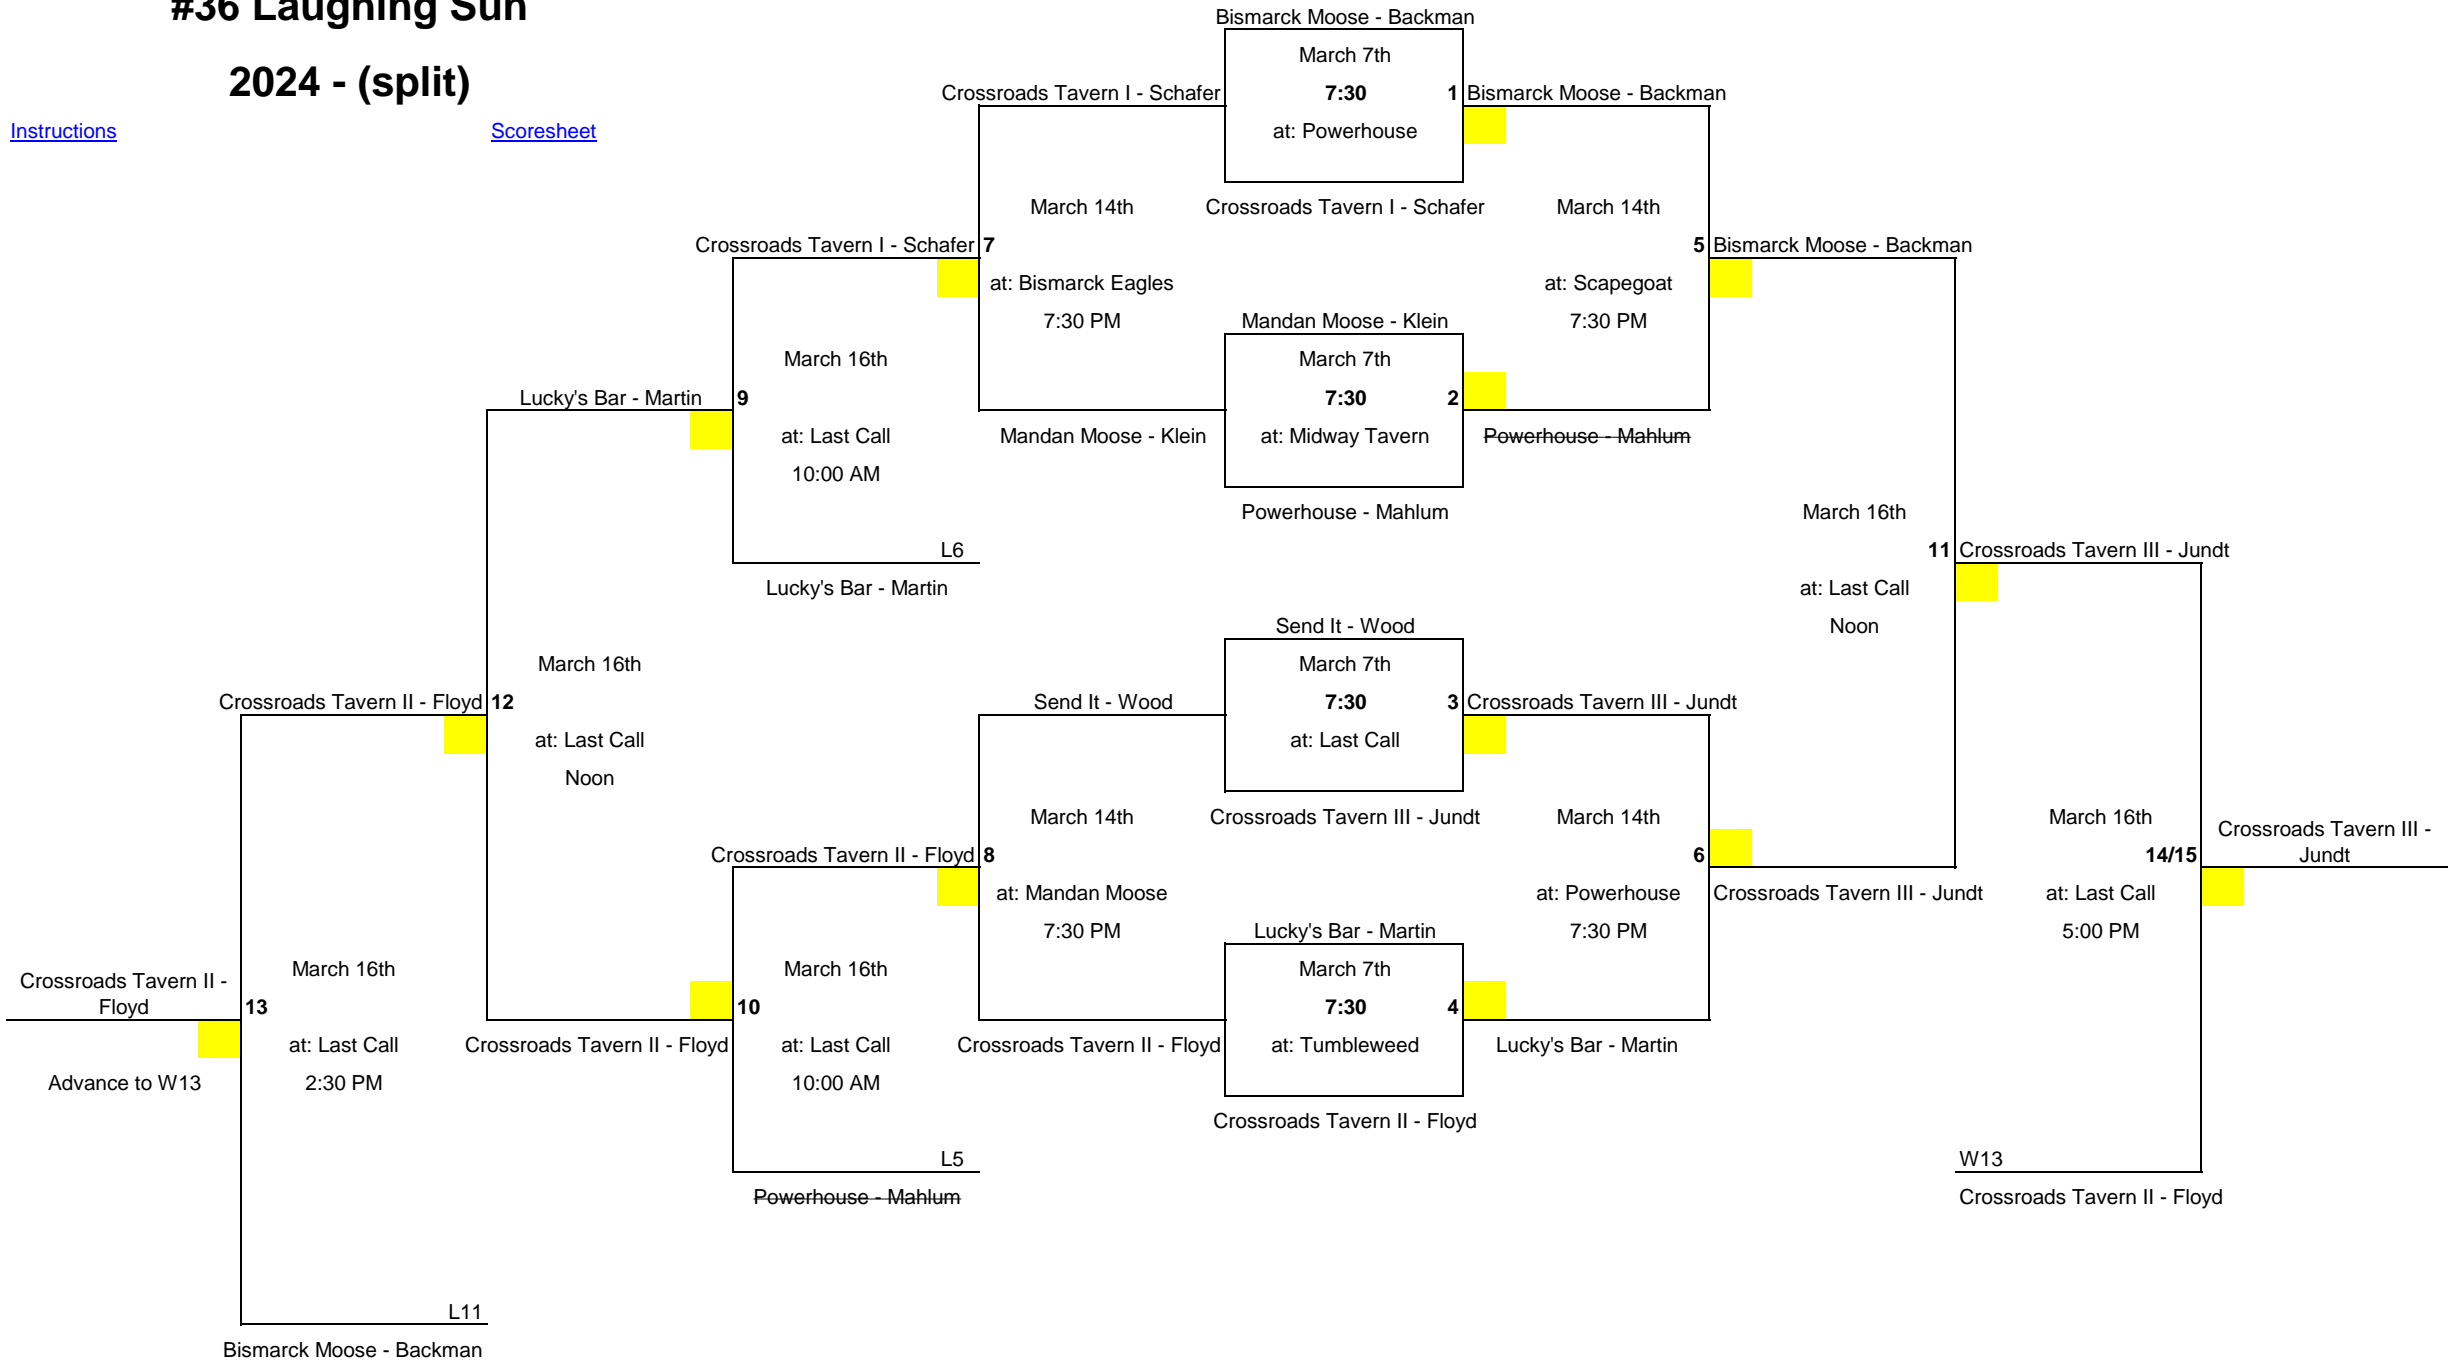 #36 Laughing Sun
2024 - (split)
Instructions
Scoresheet
Bismarck Moose - Backman
March 7th
Crossroads Tavern I - Schafer
7:30
1
Bismarck Moose - Backman
at: Powerhouse
March 14th
Crossroads Tavern I - Schafer
March 14th
Crossroads Tavern I - Schafer
7
5
Bismarck Moose - Backman
at: Bismarck Eagles
at: Scapegoat
7:30 PM
Mandan Moose - Klein
7:30 PM
March 16th
March 7th
Lucky's Bar - Martin
9
7:30
2
at: Last Call
Mandan Moose - Klein
at: Midway Tavern
Powerhouse - Mahlum
10:00 AM
Powerhouse - Mahlum
March 16th
L6
11
Crossroads Tavern III - Jundt
Lucky's Bar - Martin
at: Last Call
Send It - Wood
Noon
March 16th
March 7th
Crossroads Tavern II - Floyd
12
Send It - Wood
7:30
3
Crossroads Tavern III - Jundt
at: Last Call
at: Last Call
Noon
March 14th
Crossroads Tavern III - Jundt
March 14th
March 16th
Crossroads Tavern III -
Jundt
Crossroads Tavern II - Floyd
8
6
14/15
at: Mandan Moose
at: Powerhouse
Crossroads Tavern III - Jundt
at: Last Call
7:30 PM
Lucky's Bar - Martin
7:30 PM
5:00 PM
Crossroads Tavern II -
Floyd
March 16th
March 16th
March 7th
13
10
7:30
4
at: Last Call
Crossroads Tavern II - Floyd
at: Last Call
Crossroads Tavern II - Floyd
at: Tumbleweed
Lucky's Bar - Martin
Advance to W13
2:30 PM
10:00 AM
Crossroads Tavern II - Floyd
L5
W13
Powerhouse - Mahlum
Crossroads Tavern II - Floyd
L11
Bismarck Moose - Backman